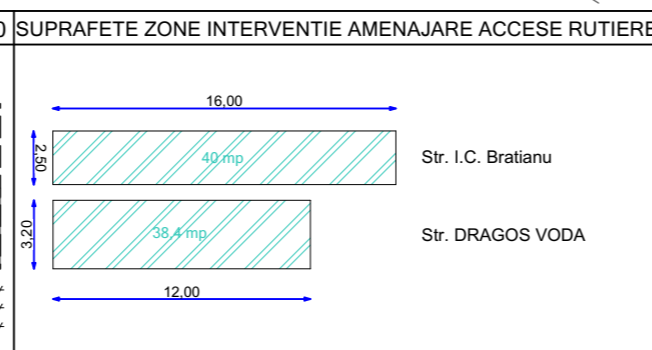 0
SUPRAFETE ZONE INTERVENTIE AMENAJARE ACCESE RUTIERE
16,00
2,50
40 mp
Str. I.C. Bratianu
3,20
38,4 mp
Str. DRAGOS VODA
12,00